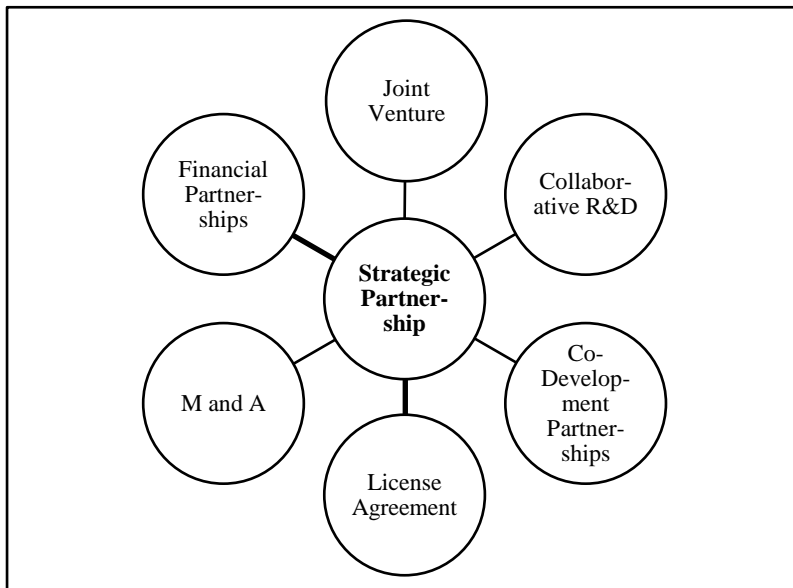 Joint
Venture
Financial
Partner-
ships
Collabor-
ative R&D
Strategic
Partner-
ship
M and A
Co-
Develop-
ment
Partner-
ships
License
Agreement